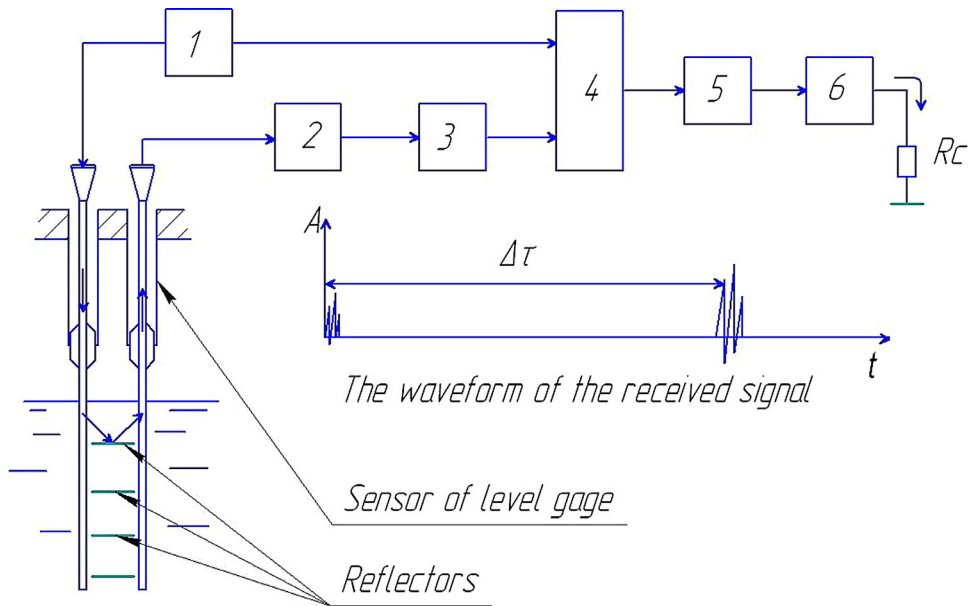 1
2
3
4
5
6
Rc
A
Δτ
t
The waveform of the received signal
Sensor of level gage
Reflectors